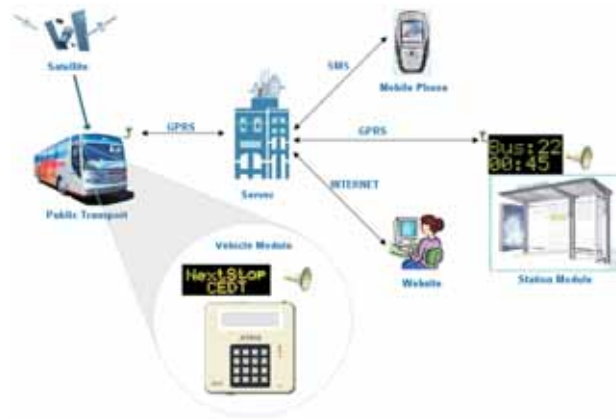 Satellite
SMS
Mobile Phone
GPRS
GPRS
Bus:22
00:45
Server
Public Transport
INTERNET
Vehicle Module
NextStop
CEDT
Website
Station Module